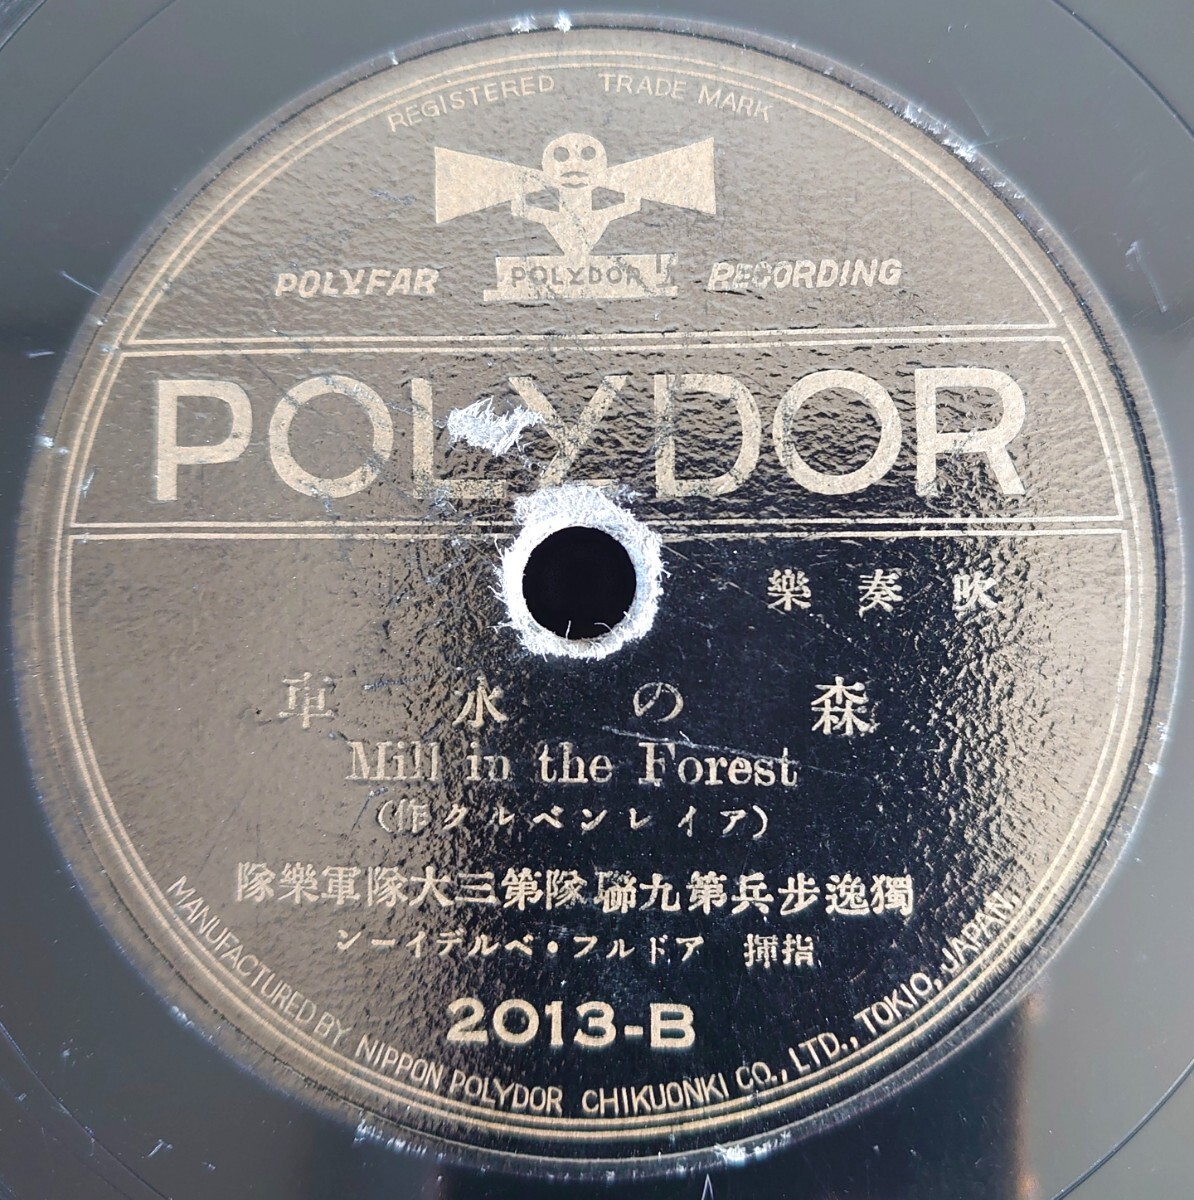 REGISTERED TRADE MARK
POLYFAR POLYDOR RECORDING
POLYDOR
吹奏樂
森の水車
Mill in the Forest
(アイレンベルク作)
獨逸步兵第九聯隊第三大隊軍樂隊
指揮 アドルフ・ベルデイーン
2013-B
MANUFACTURED BY NIPPON POLYDOR CHIKUONKI CO., LTD., TOKIO, JAPAN.